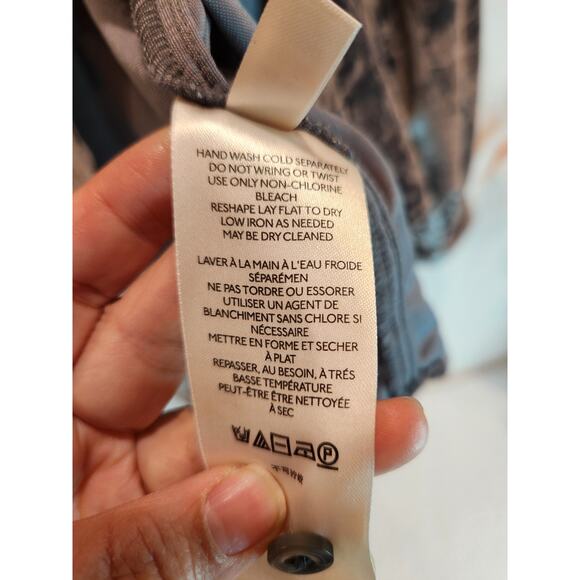 HAND WASH COLD SEPARATELY
DO NOT WRING OR TWIST
USE ONLY NON-CHLORINE
BLEACH
RESHAPE LAY FLAT TO DRY
LOW IRON AS NEEDED
MAY BE DRY CLEANED
LAVER À LA MAIN À L'EAU FROIDE
SÉPARÉMEN
NE PAS TORDRE OU ESSORER
UTILISER UN AGENT DE
BLANCHIMENT SANS CHLORE SI
NÉCESSAIRE
METTRE EN FORME ET SECHER
À PLAT
REPASSER, AU BESOIN, À TRÉS
BASSE TEMPÉRATURE
PEUT-ÊTRE ÊTRE NETTOYÉE
À SEC
P